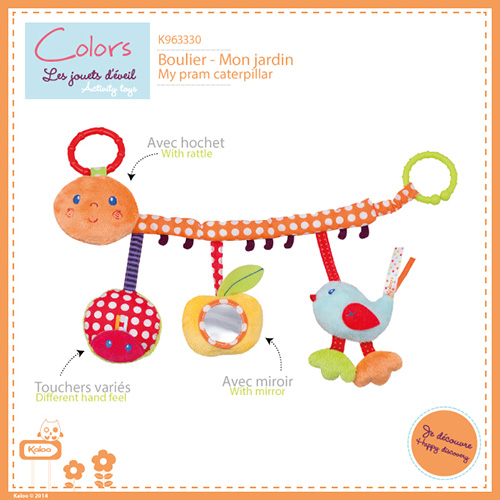 Colors
Les jouets d'éveil
Activity toys
K963330
Boulier - Mon jardin
My pram caterpillar
Avec hochet
With rattle
Touchers variés
Different hand feel
Avec miroir
With mirror
Kaloo
Je découvre
Happy discovery
Kaloo © 2014